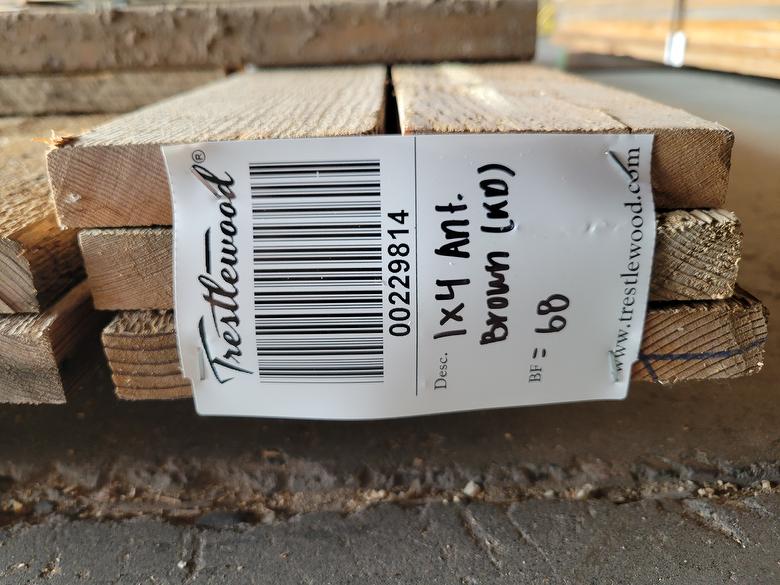 Trestlewood®
00229814
Desc. 1x4 Ant.
Brown (KD)
BF = 68
www.trestlewood.com